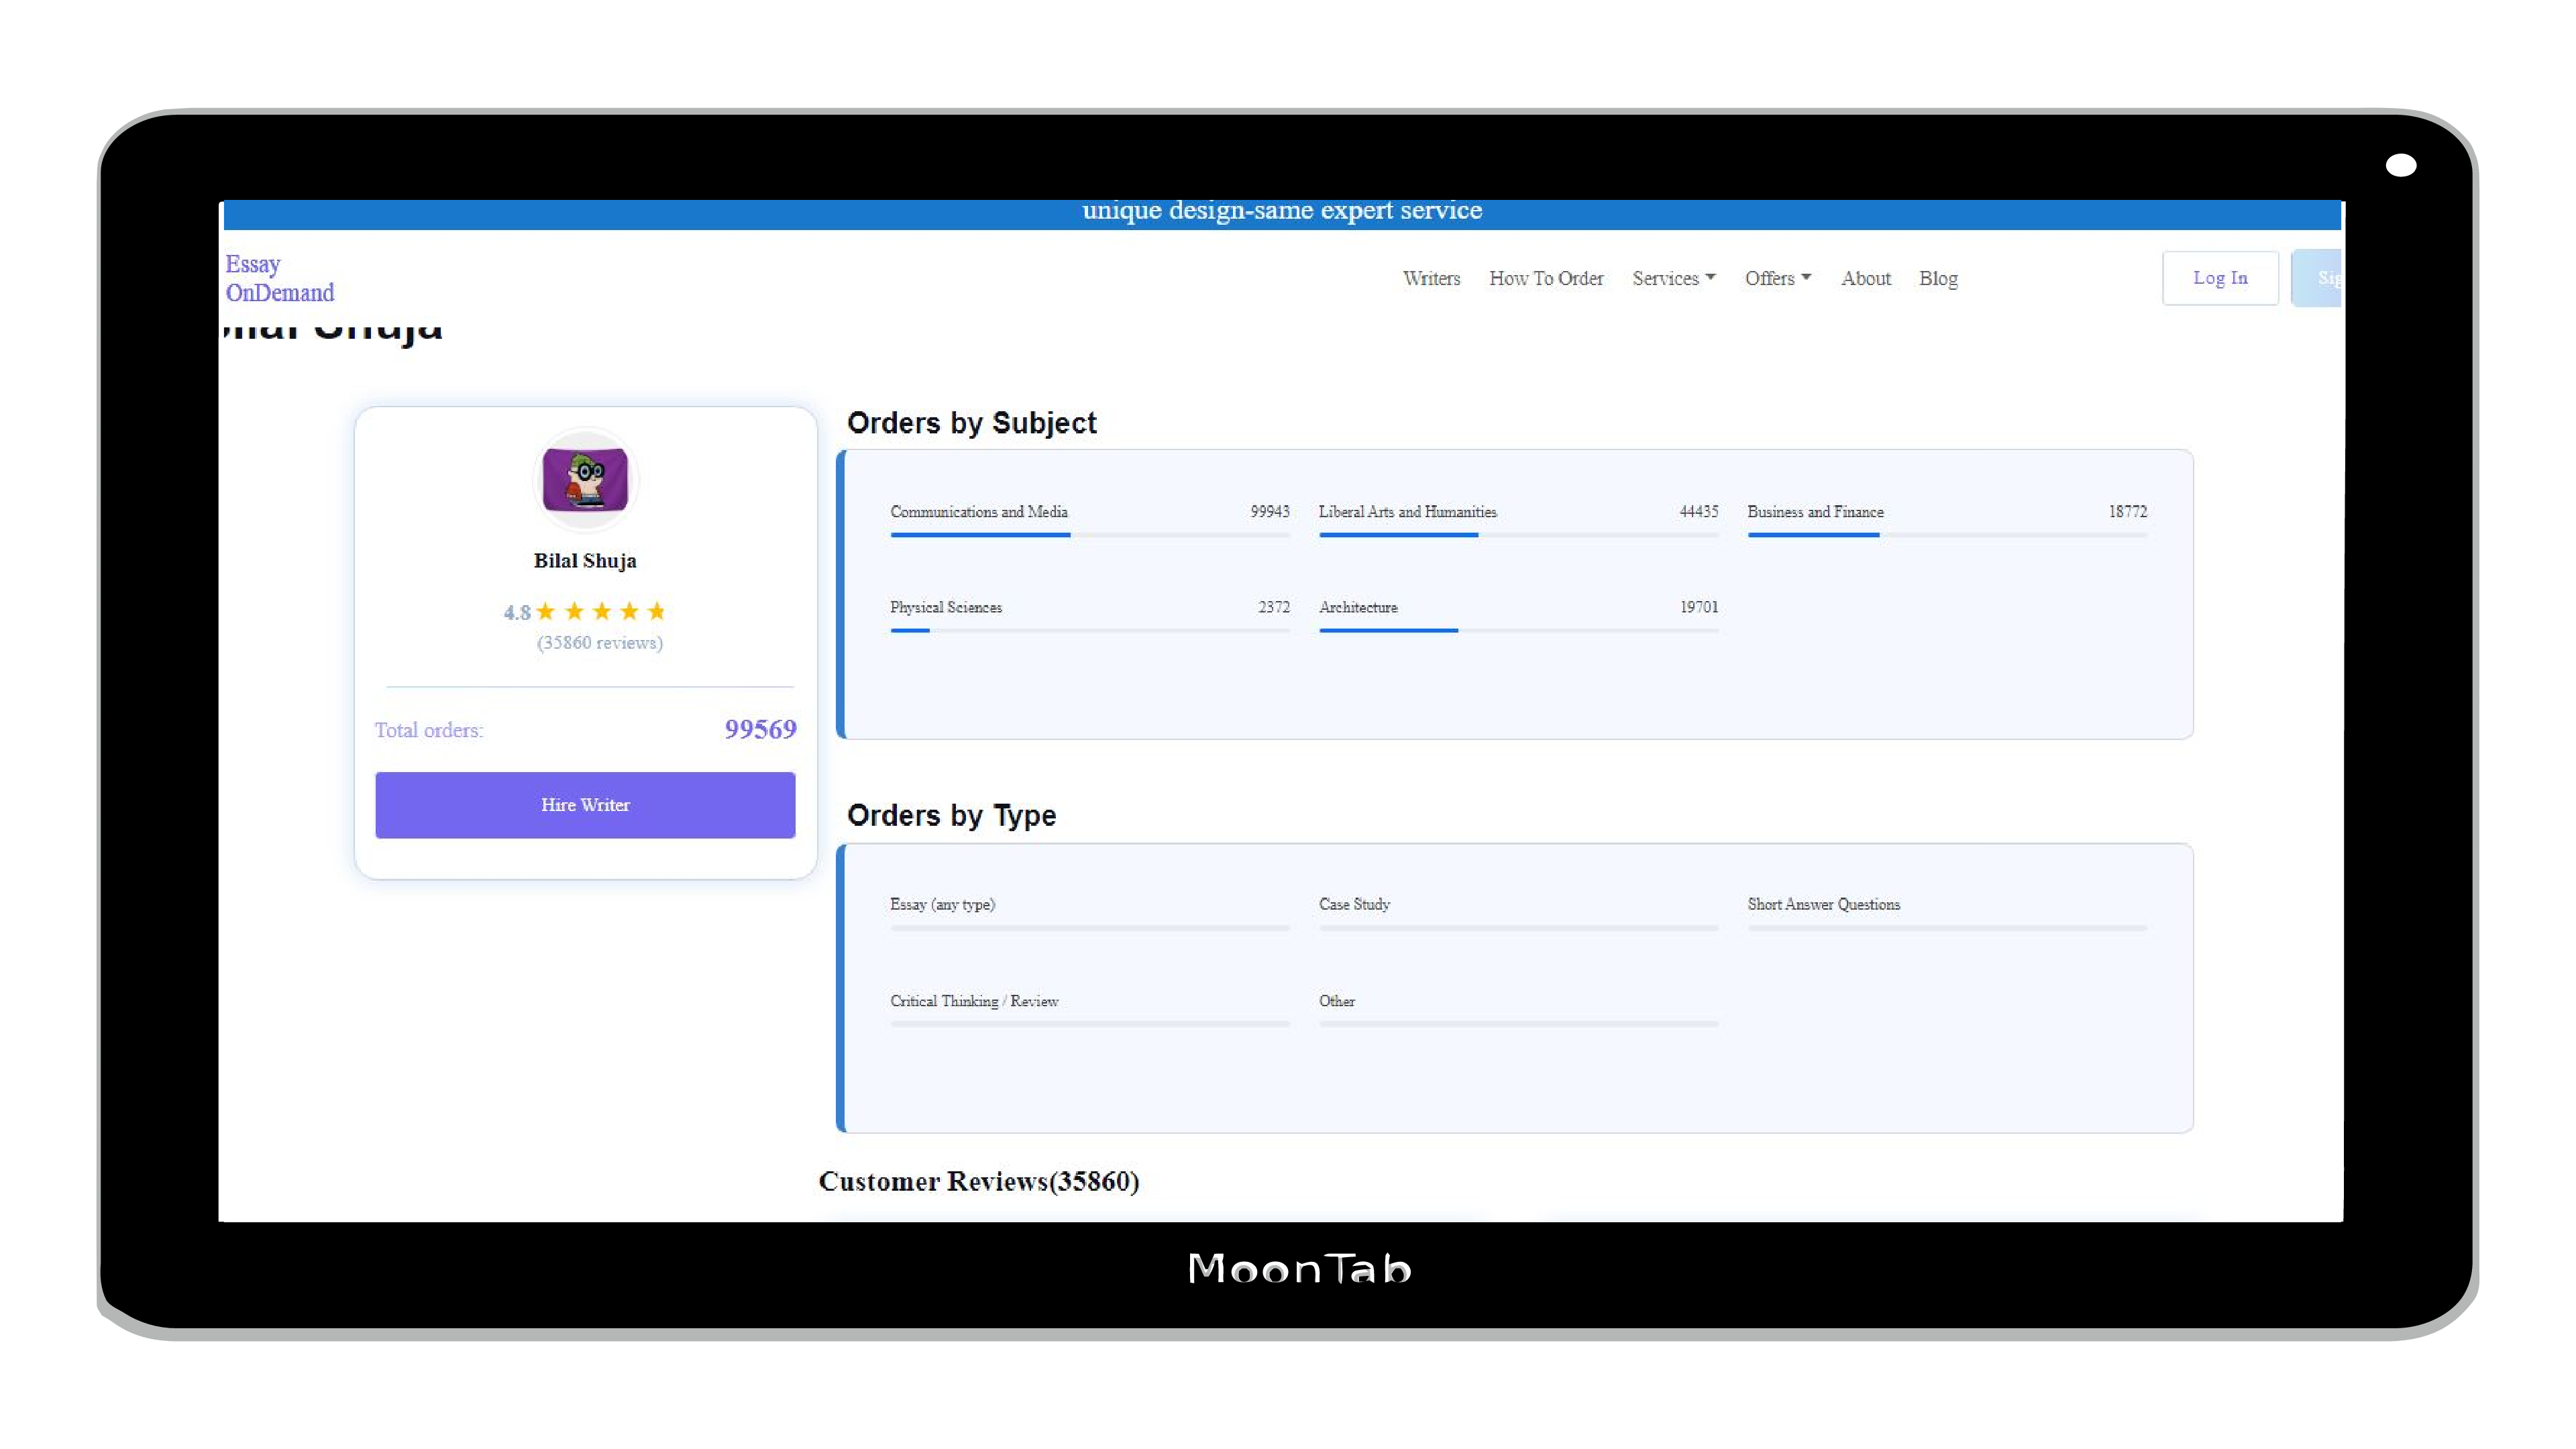 unique design-same expert service
Essay
OnDemand
Writers How To Order Services Offers About Blog Log In
Shuja
Bilal Shuja
4.8
(35860 reviews)
Total orders: 99569
Hire Writer
Orders by Subject
Communications and Media 99943 Liberal Arts and Humanities 44435 Business and Finance 18772
Physical Sciences 2372 Architecture 19701
Orders by Type
Essay (any type) Case Study Short Answer Questions
Critical Thinking / Review Other
Customer Reviews(35860)
MoonTab